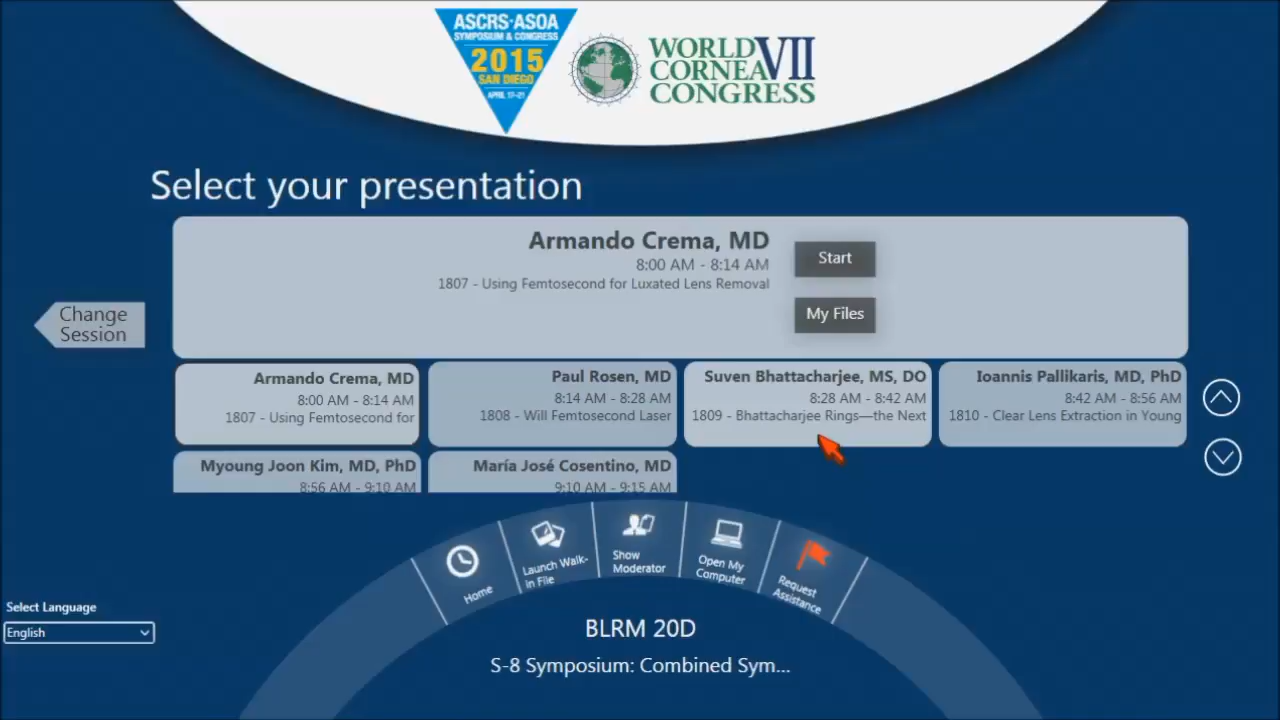 ASCRS•ASOA
SYMPOSIUM & CONGRESS
2015
SAN DIEGO
APRIL 17–21
WORLD VII
CORNEA
CONGRESS
Select your presentation
Armando Crema, MD
8:00 AM - 8:14 AM
1807 - Using Femtosecond for Luxated Lens Removal
Start
My Files
Change
Session
Armando Crema, MD
8:00 AM - 8:14 AM
1807 - Using Femtosecond for
Paul Rosen, MD
8:14 AM - 8:28 AM
1808 - Will Femtosecond Laser
Suven Bhattacharjee, MS, DO
8:28 AM - 8:42 AM
1809 - Bhattacharjee Rings—the Next
Ioannis Pallikaris, MD, PhD
8:42 AM - 8:56 AM
1810 - Clear Lens Extraction in Young
Myoung Joon Kim, MD, PhD
8:56 AM - 9:10 AM
María José Cosentino, MD
9:10 AM - 9:15 AM
Home
Launch Walk-
in File
Show
Moderator
Open My
Computer
Request
Assistance
Select Language
English
BLRM 20D
S-8 Symposium: Combined Sym...